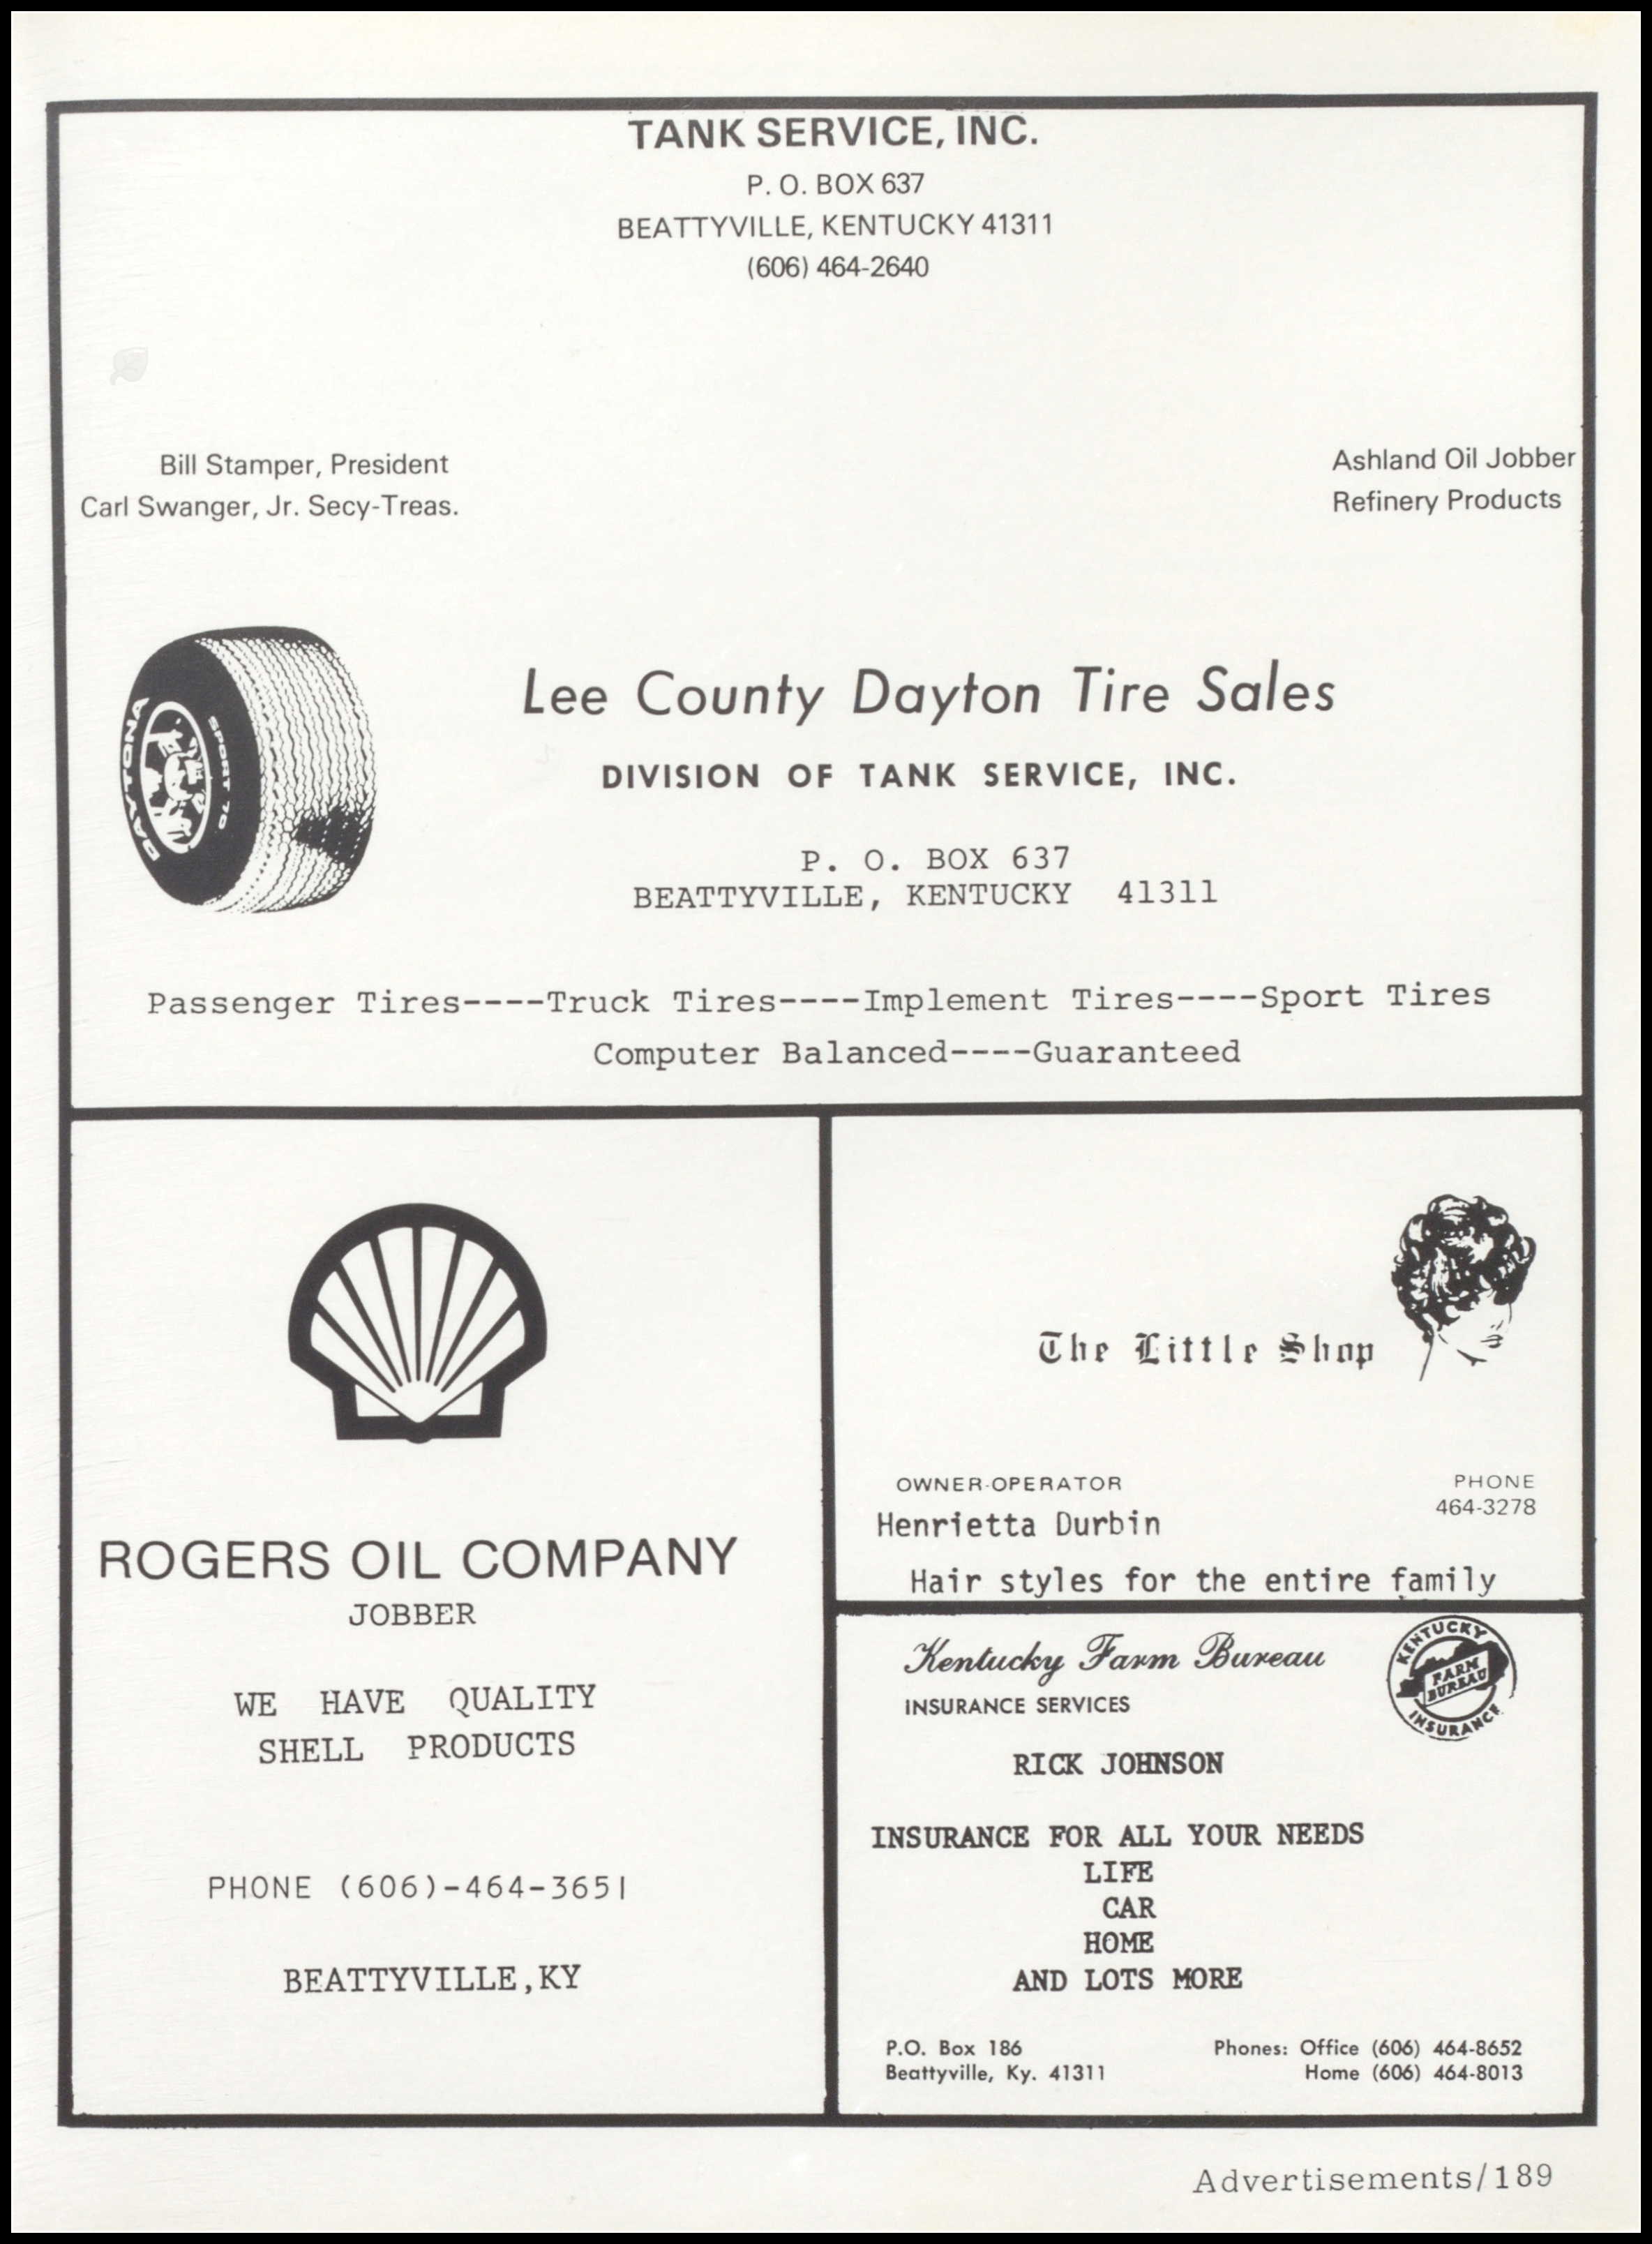 TANK SERVICE, INC.
P. O. BOX 637
BEATTYVILLE, KENTUCKY 41311
(606) 464-2640
Bill Stamper, President
Carl Swanger, Jr. Secy-Treas.
Ashland Oil Jobber
Refinery Products
DAYTONA
SPORT 70
Lee County Dayton Tire Sales
DIVISION OF TANK SERVICE, INC.
P. O. BOX 637
BEATTYVILLE, KENTUCKY 41311
Passenger Tires----Truck Tires----Implement Tires----Sport Tires
Computer Balanced----Guaranteed
ROGERS OIL COMPANY
JOBBER
WE HAVE QUALITY
SHELL PRODUCTS
PHONE (606)-464-3651
BEATTYVILLE,KY
The Little Shop
OWNER-OPERATOR
Henrietta Durbin
PHONE
464-3278
Hair styles for the entire family
Kentucky Farm Bureau
INSURANCE SERVICES
KENTUCKY
FARM
BUREAU
INSURANCE
RICK JOHNSON
INSURANCE FOR ALL YOUR NEEDS
LIFE
CAR
HOME
AND LOTS MORE
P.O. Box 186
Beattyville, Ky. 41311
Phones: Office (606) 464-8652
Home (606) 464-8013
Advertisements/189